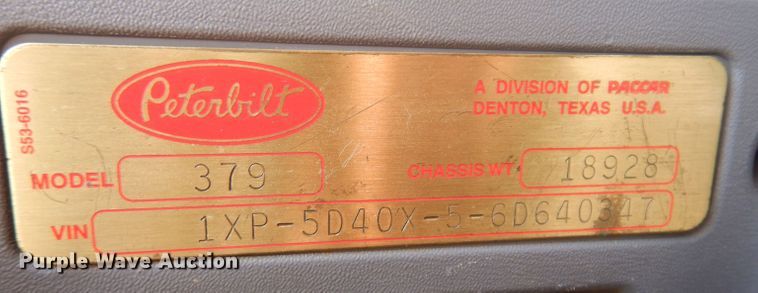 Peterbilt
A DIVISION OF PACCAR
DENTON, TEXAS U.S.A.
S53-6016
MODEL 379
CHASSIS WT 18928
VIN 1XP-5D40X-5-6D640347
Purple Wave Auction